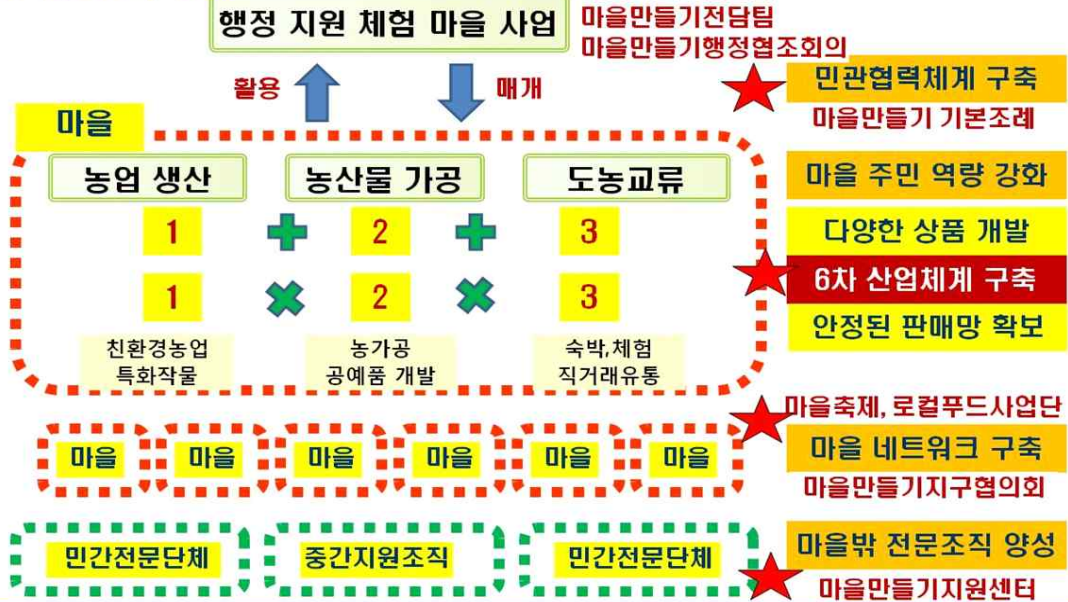 행정 지원 체험 마을 사업
마을만들기전담팀
마을만들기행정협조회의
활용
매개
민관협력체계 구축
마을만들기 기본조례
마을
농업 생산
농산물 가공
도농교류
마을 주민 역량 강화
1
2
3
다양한 상품 개발
1
2
3
6차 산업체계 구축
안정된 판매망 확보
친환경농업
특화작물
농가공
공예품 개발
숙박,체험
직거래유통
마을축제, 로컬푸드사업단
마을
마을
마을
마을
마을
마을
마을 네트워크 구축
마을만들기지구협의회
민간전문단체
중간지원조직
민간전문단체
마을밖 전문조직 양성
마을만들기지원센터